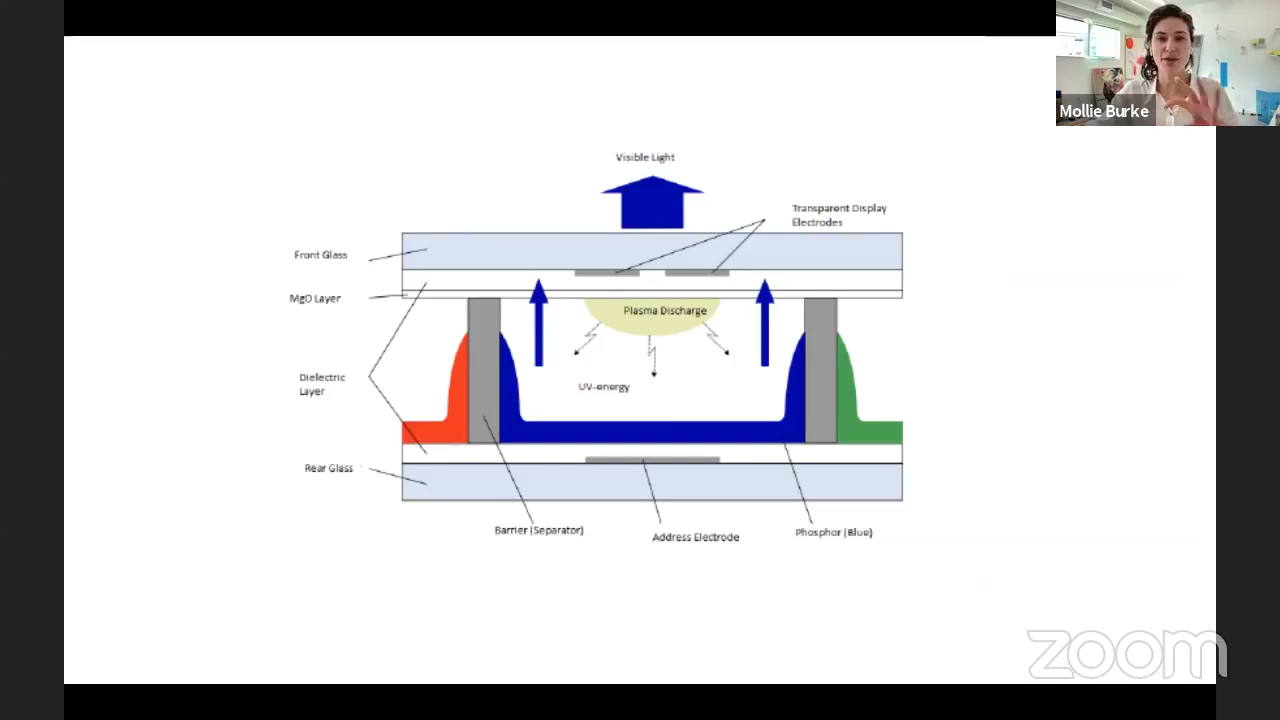 Mollie Burke
Visible Light
Transparent Display
Electrodes
Front Glass
MgO Layer
Plasma Discharge
Dielectric
Layer
UV-energy
Rear Glass
Barrier (Separator)
Address Electrode
Phosphor (Blue)
zoom